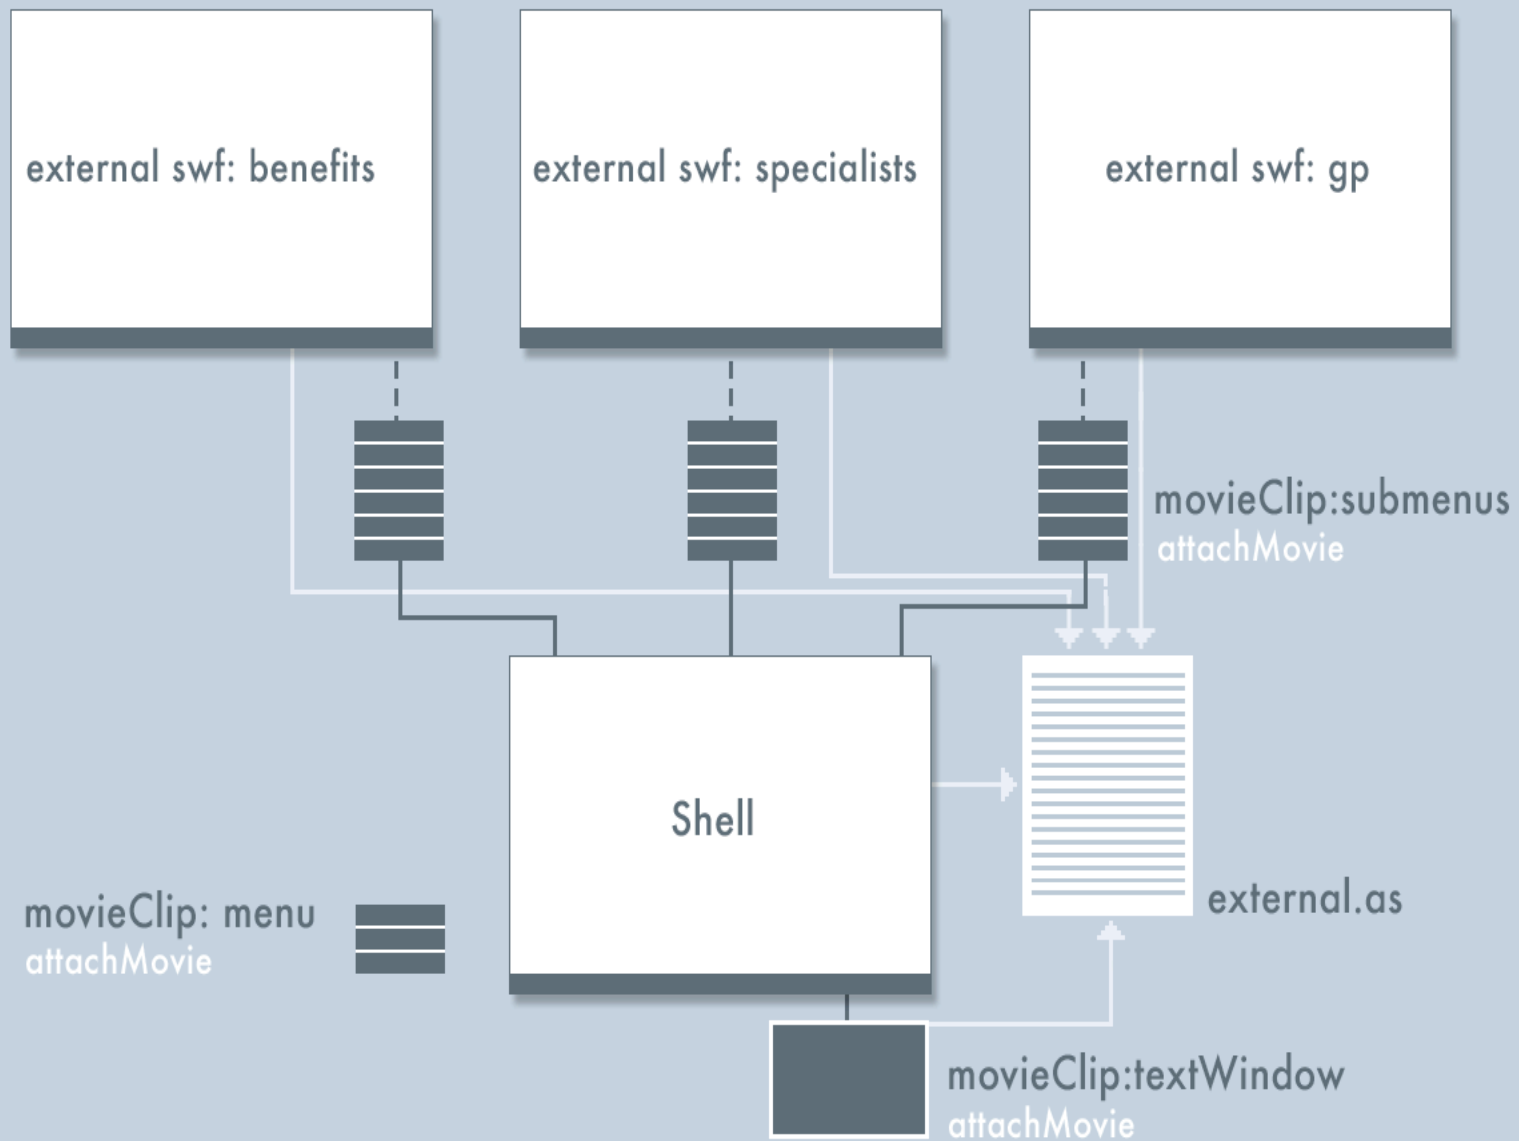 external swf: benefits
external swf: specialists
external swf: gp
movieClip:submenus
attachMovie
Shell
external.as
movieClip: menu
attachMovie
movieClip:textWindow
attachMovie